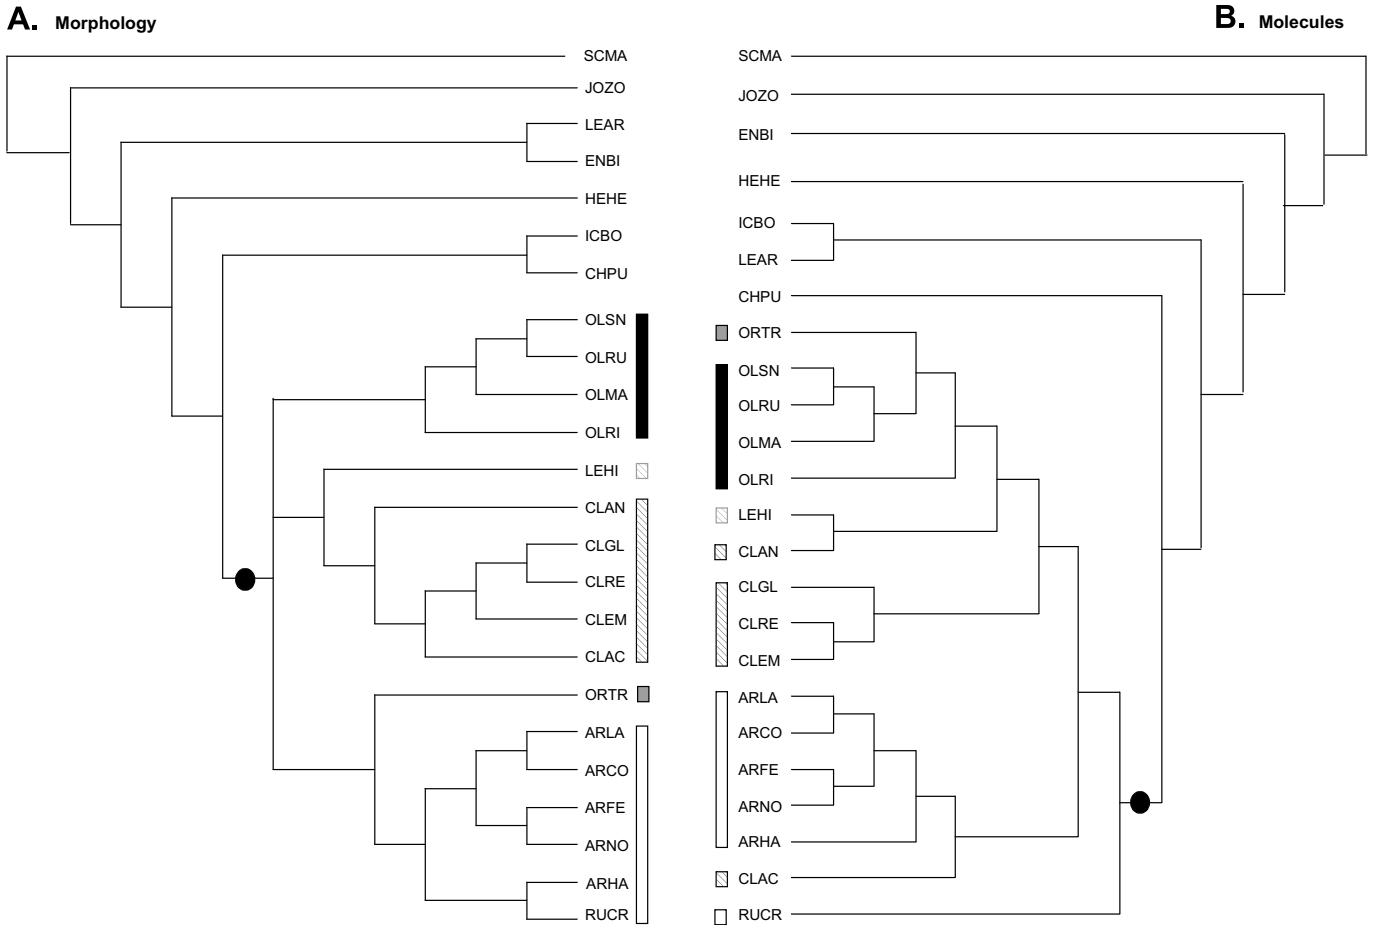 A. Morphology
SCMA
JOZO
LEAR
ENBI
HEHE
ICBO
CHPU
OLSN
OLRU
OLMA
OLRI
LEHI
CLAN
CLGL
CLRE
CLEM
CLAC
ORTR
ARLA
ARCO
ARFE
ARNO
ARHA
RUCR
B. Molecules
SCMA
JOZO
ENBI
HEHE
ICBO
LEAR
CHPU
ORTR
OLSN
OLRU
OLMA
OLRI
LEHI
CLAN
CLGL
CLRE
CLEM
ARLA
ARCO
ARFE
ARNO
ARHA
CLAC
RUCR